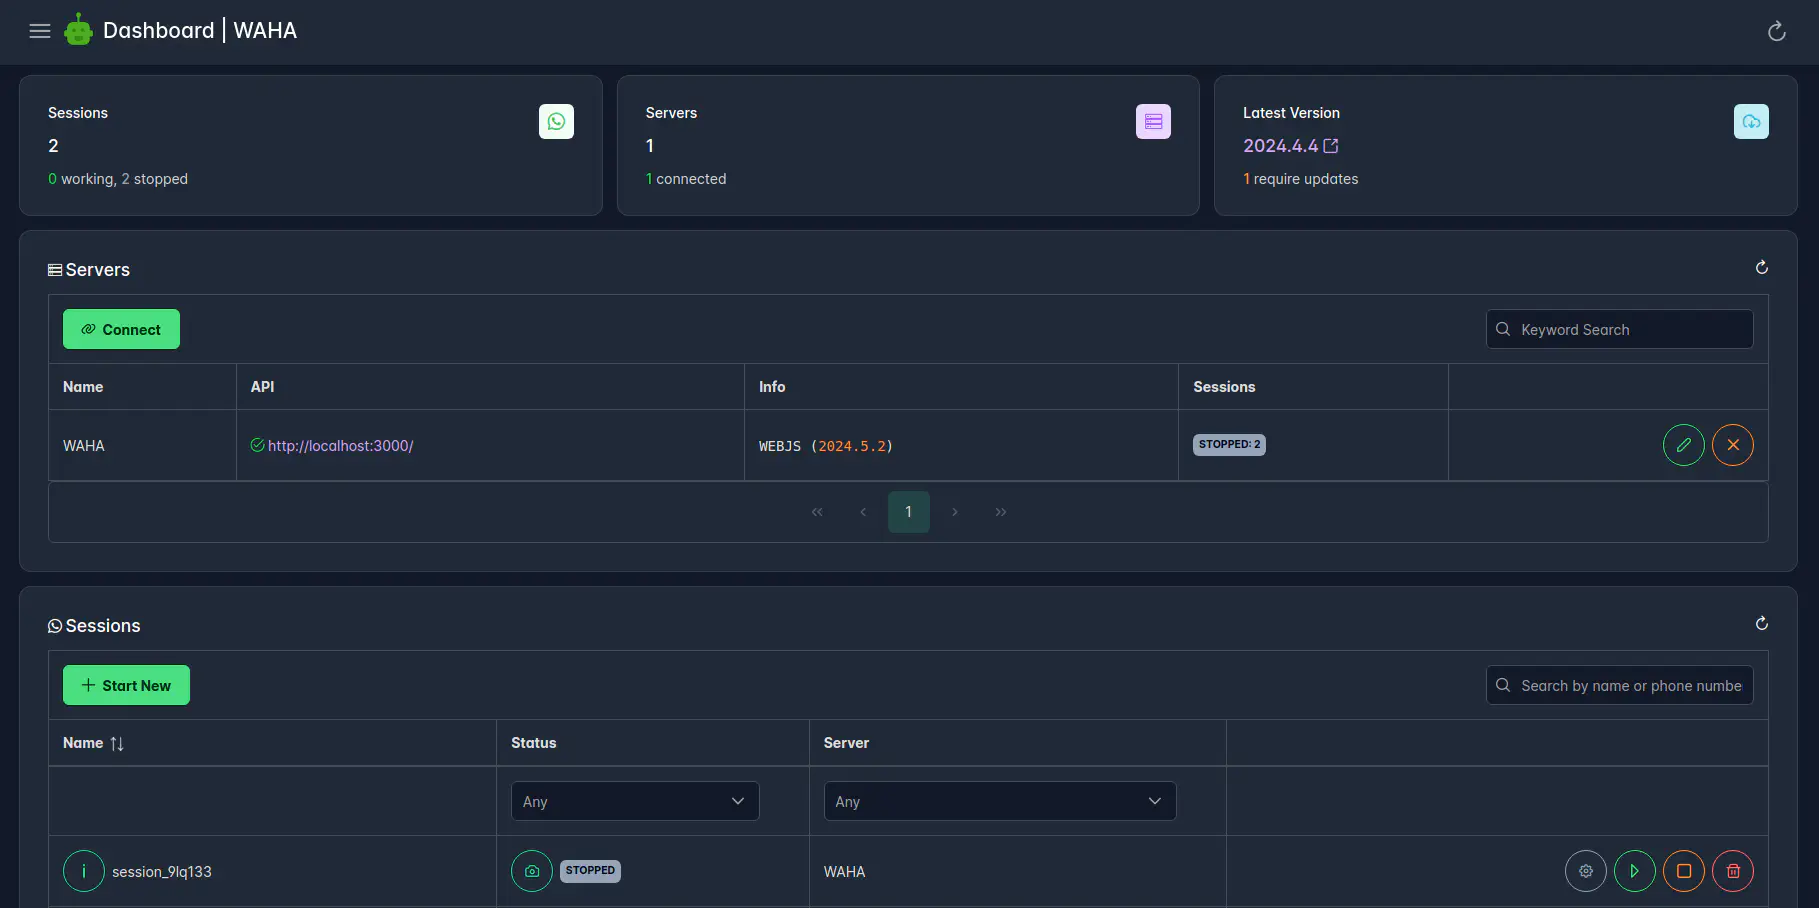 Dashboard | WAHA
Sessions
2
0 working, 2 stopped
Servers
1
1 connected
Latest Version
2024.4.4
1 require updates
Servers
Connect
Keyword Search
Name API Info Sessions
WAHA http://localhost:3000/ WEBJS (2024.5.2) STOPPED: 2
1
Sessions
Start New
Search by name or phone numbe
Name Status Server
Any Any
session_9lq133 STOPPED WAHA